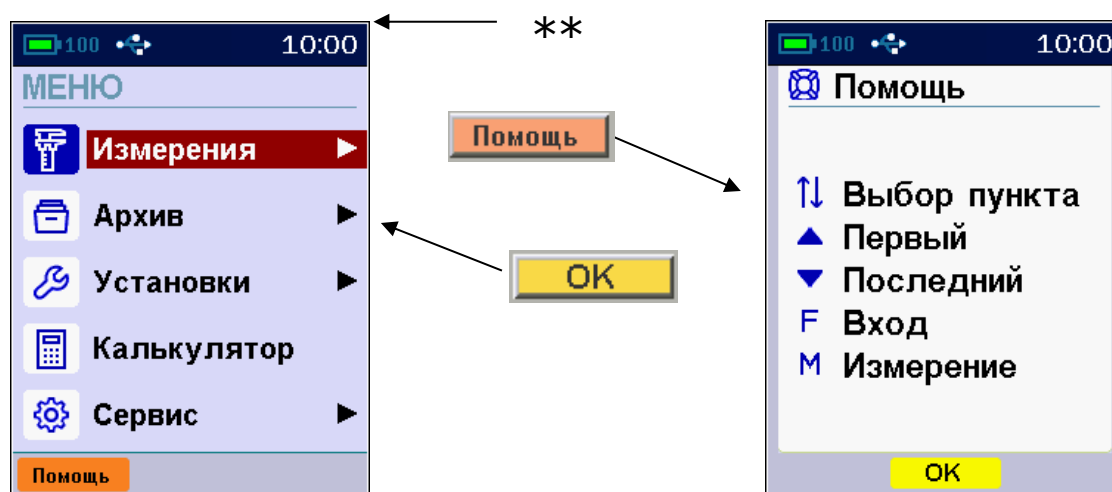 100 10:00
МЕНЮ
Измерения
Архив
Установки
Калькулятор
Сервис
Помощь
**
Помощь
OK
100 10:00
Помощь
Выбор пункта
Первый
Последний
F Вход
M Измерение
OK